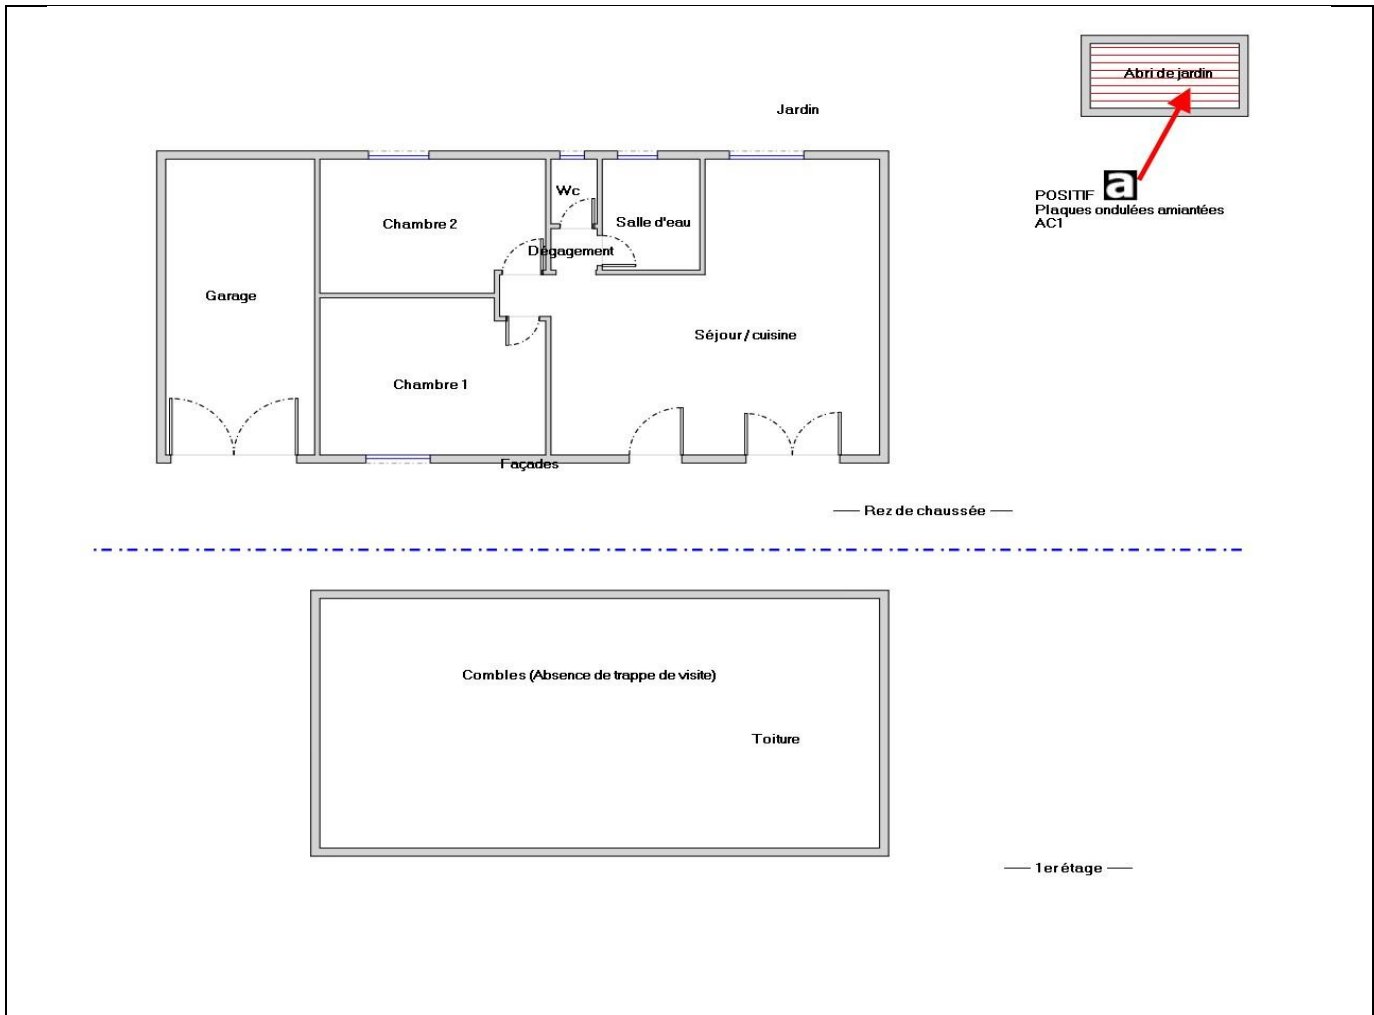 Abri de jardin
Jardin
a
POSITIF
Plaques ondulées amiantées
AC1
Wc
Chambre 2
Salle d'eau
Dégagement
Garage
Séjour / cuisine
Chambre 1
Façades
Rez de chaussée
Combles (Absence de trappe de visite)
Toiture
1er étage